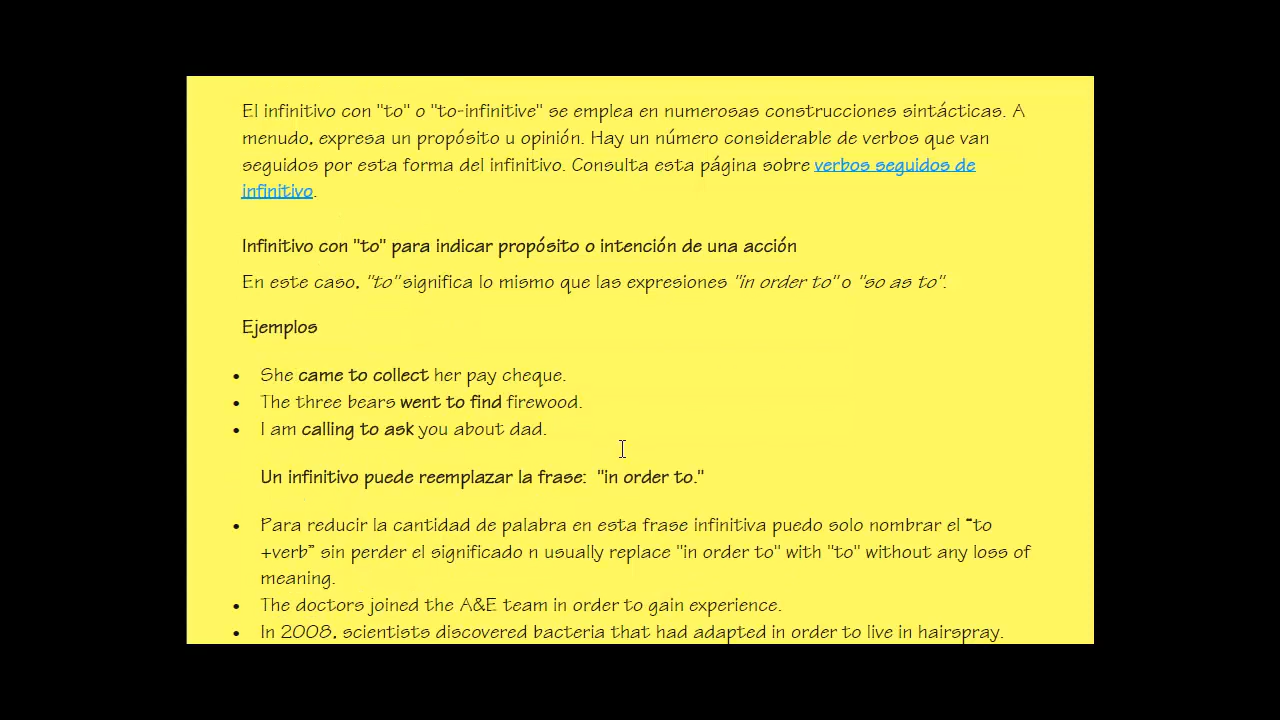 El infinitivo con "to" o "to-infinitive" se emplea en numerosas construcciones sintácticas. A
menudo, expresa un propósito u opinión. Hay un número considerable de verbos que van
seguidos por esta forma del infinitivo. Consulta esta página sobre verbos seguidos de
infinitivo.
Infinitivo con "to" para indicar propósito o intención de una acción
En este caso, "to" significa lo mismo que las expresiones "in order to" o "so as to".
Ejemplos
• She came to collect her pay cheque.
• The three bears went to find firewood.
• I am calling to ask you about dad.
Un infinitivo puede reemplazar la frase:  "in order to."
• Para reducir la cantidad de palabra en esta frase infinitiva puedo solo nombrar el “to
+verb” sin perder el significado n usually replace "in order to" with "to" without any loss of
meaning.
• The doctors joined the A&E team in order to gain experience.
• In 2008, scientists discovered bacteria that had adapted in order to live in hairspray.